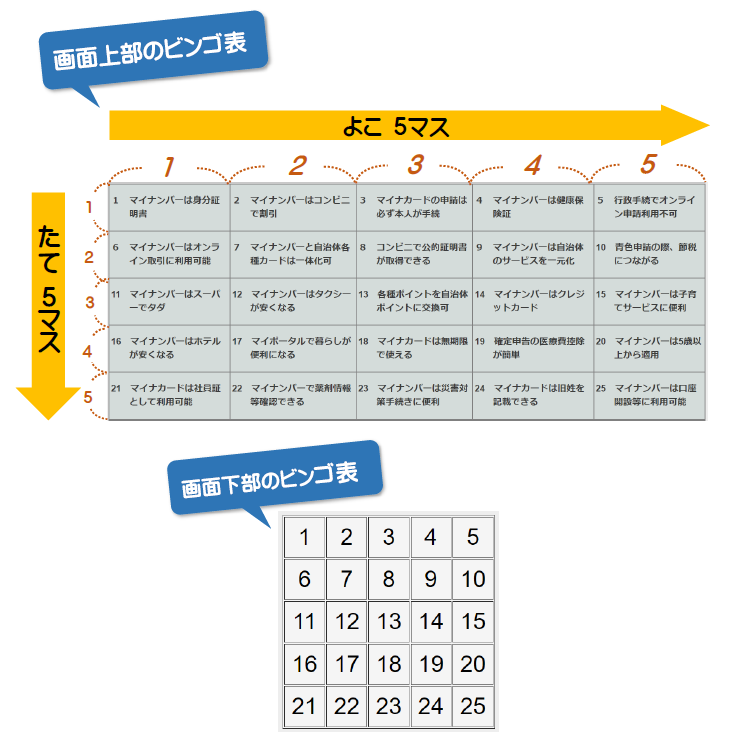 画面上部のビンゴ表
よこ 5マス
1 2 3 4 5
たて 5マス
1
2
3
4
5
1 マイナンバーは身分証
明書
2 マイナンバーはコンビニ
で割引
3 マイナカードの申請は
必ず本人が手続
4 マイナンバーは健康保
険証
5 行政手続でオンライ
ン申請利用不可
6 マイナンバーはオンラ
イン取引に利用可能
7 マイナンバーと自治体各
種カードは一体化可
8 コンビニで公的証明書
が取得できる
9 マイナンバーは自治体
のサービスを一元化
10 青色申請の際、節税
につながる
11 マイナンバーはスーパ
ーでタダ
12 マイナンバーはタクシー
が安くなる
13 各種ポイントを自治体
ポイントに交換可
14 マイナンバーはクレジ
ットカード
15 マイナンバーは子育
てサービスに便利
16 マイナンバーはホテル
が安くなる
17 マイポータルで暮らしが
便利になる
18 マイナカードは無期限
で使える
19 確定申告の医療費控除
が簡単
20 マイナンバーは5歳以
上から適用
21 マイナカードは社員証
として利用可能
22 マイナンバーで薬剤情報
等確認できる
23 マイナンバーは災害対
策手続きに便利
24 マイナカードは旧姓を
記載できる
25 マイナンバーは口座
開設等に利用可能
画面下部のビンゴ表
1 2 3 4 5
6 7 8 9 10
11 12 13 14 15
16 17 18 19 20
21 22 23 24 25